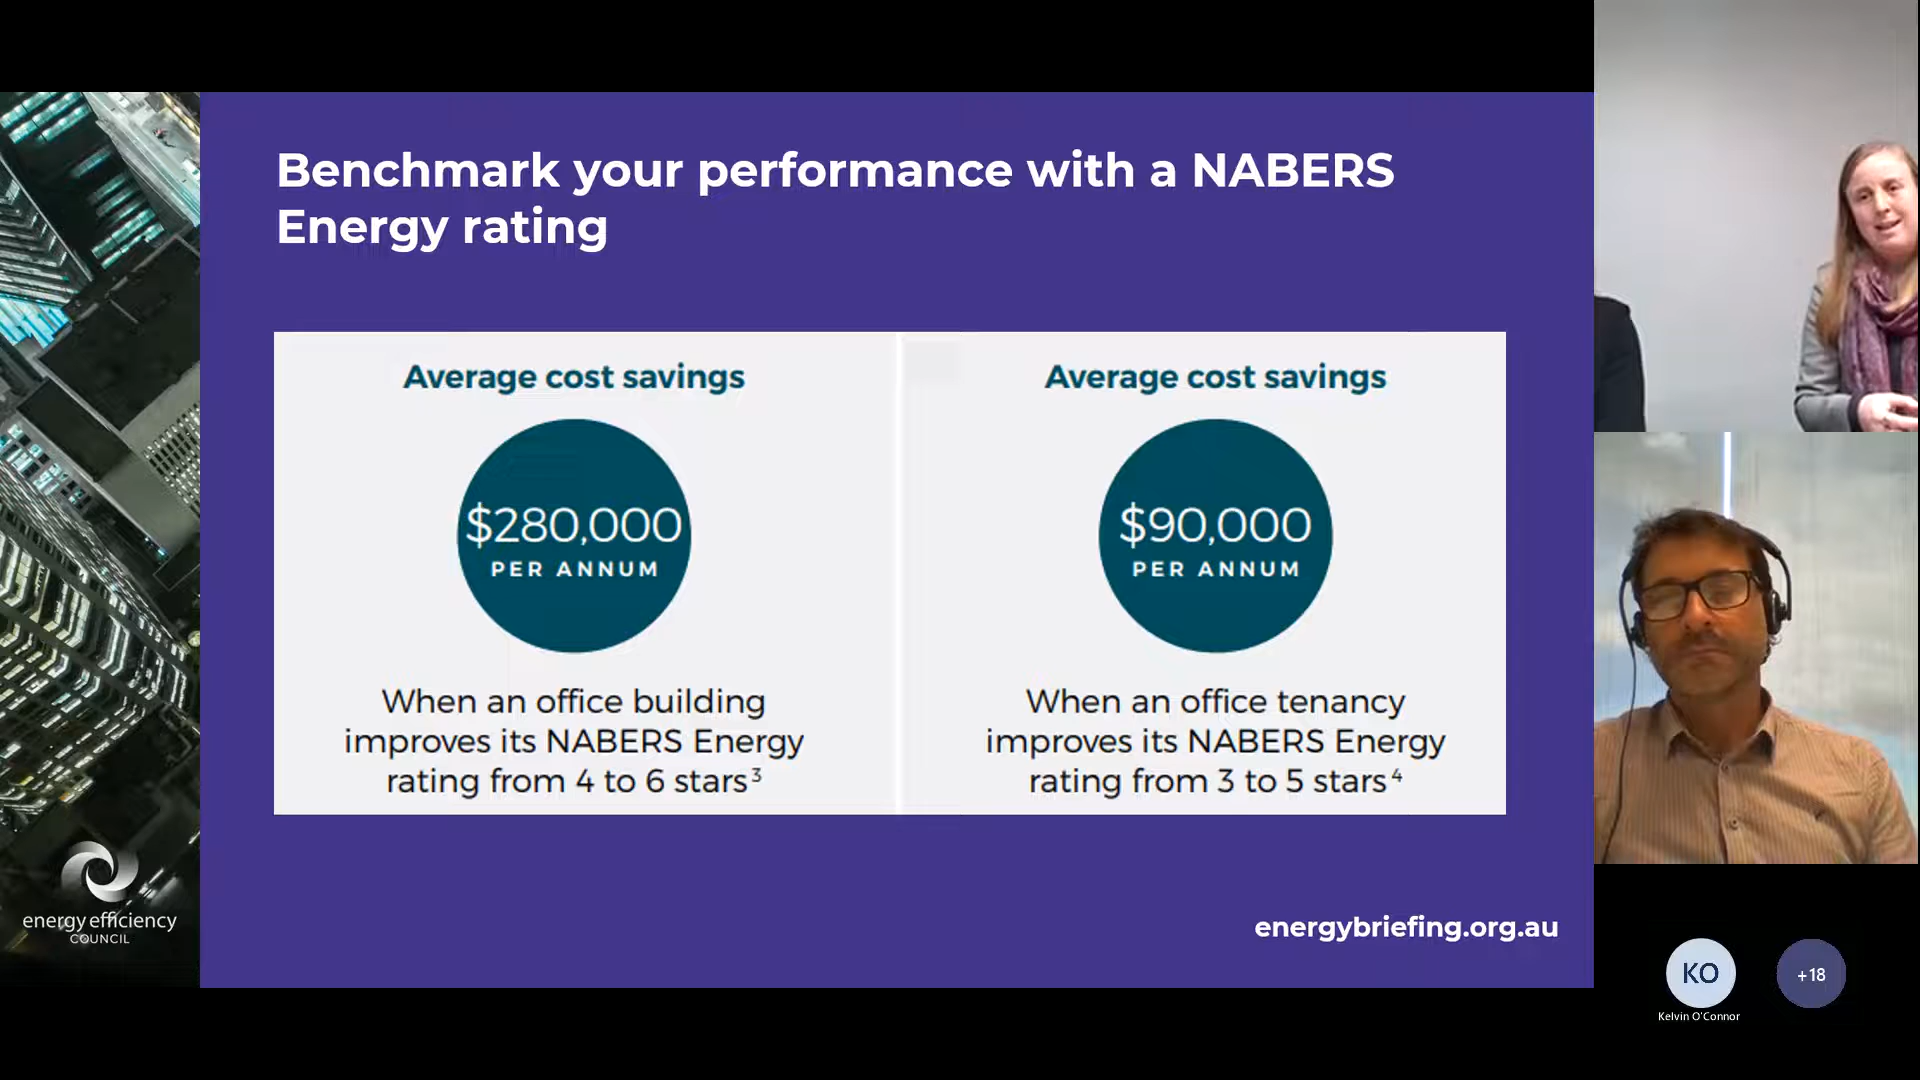 Benchmark your performance with a NABERS
Energy rating
Average cost savings
$280,000
PER ANNUM
When an office building
improves its NABERS Energy
rating from 4 to 6 stars³
Average cost savings
$90,000
PER ANNUM
When an office tenancy
improves its NABERS Energy
rating from 3 to 5 stars⁴
energy efficiency
COUNCIL
energybriefing.org.au
KO
Kelvin O'Connor
+18